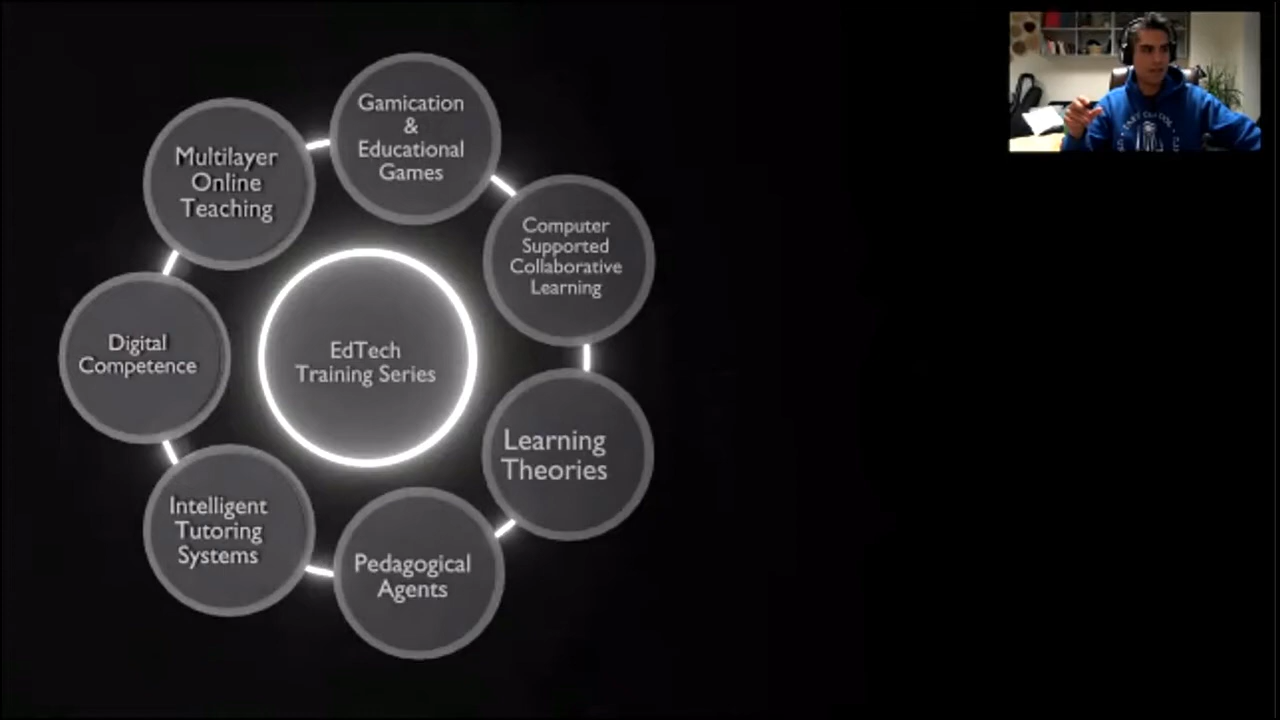 Gamication
&
Educational
Games
Multilayer
Online
Teaching
Computer
Supported
Collaborative
Learning
Digital
Competence
EdTech
Training Series
Learning
Theories
Intelligent
Tutoring
Systems
Pedagogical
Agents